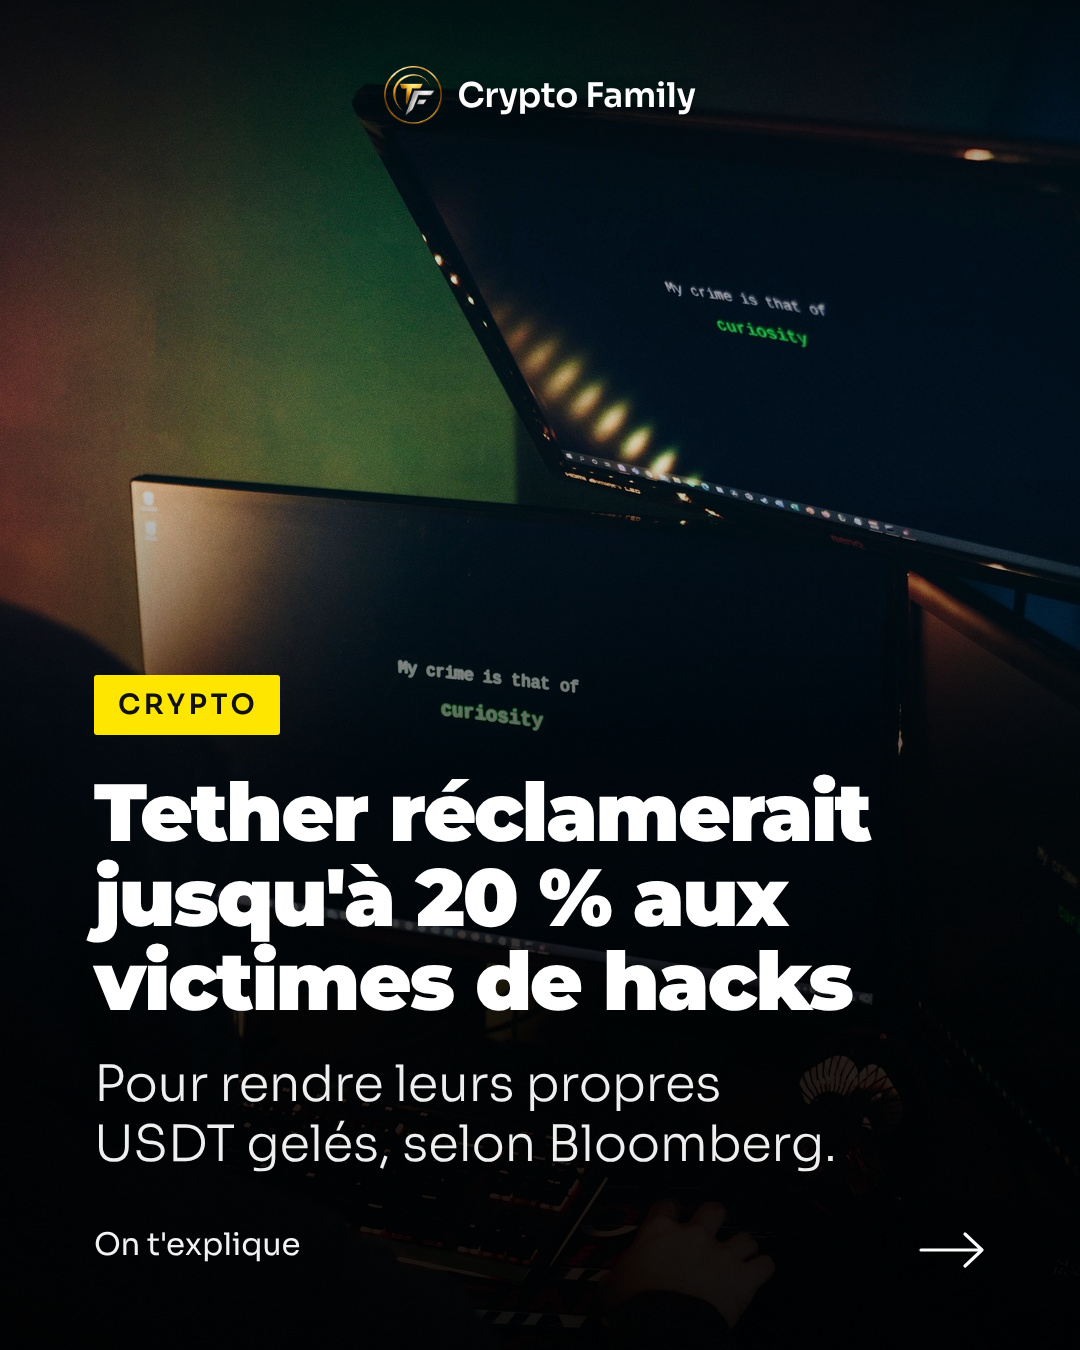 Crypto Family
My crime is that of
curiosity
My crime is that of
curiosity
CRYPTO
Tether réclamerait
jusqu'à 20 % aux
victimes de hacks
Pour rendre leurs propres
USDT gelés, selon Bloomberg.
On t'explique